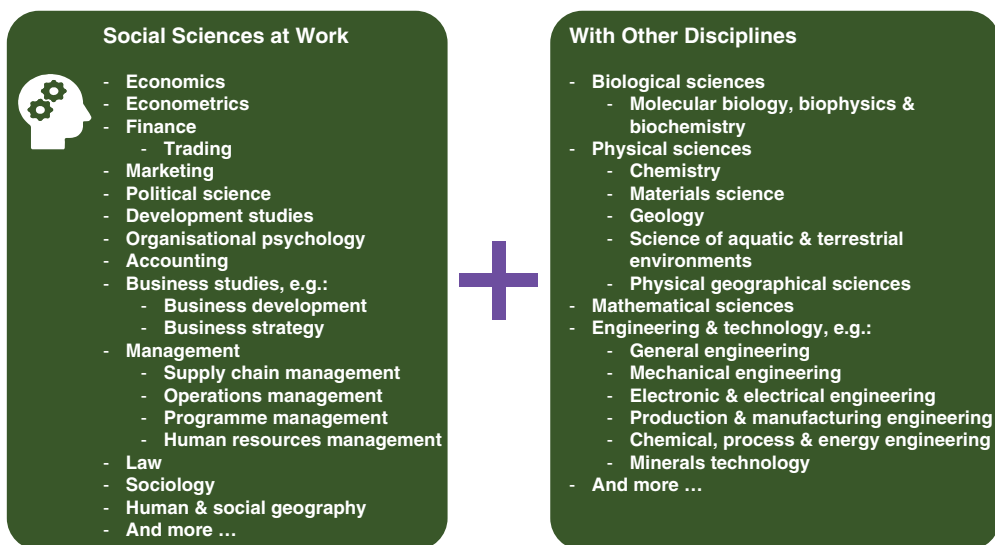 Social Sciences at Work
- Economics
- Econometrics
- Finance
- Trading
- Marketing
- Political science
- Development studies
- Organisational psychology
- Accounting
- Business studies, e.g.:
- Business development
- Business strategy
- Management
- Supply chain management
- Operations management
- Programme management
- Human resources management
- Law
- Sociology
- Human & social geography
- And more …
With Other Disciplines
- Biological sciences
- Molecular biology, biophysics &
biochemistry
- Physical sciences
- Chemistry
- Materials science
- Geology
- Science of aquatic & terrestrial
environments
- Physical geographical sciences
- Mathematical sciences
- Engineering & technology, e.g.:
- General engineering
- Mechanical engineering
- Electronic & electrical engineering
- Production & manufacturing engineering
- Chemical, process & energy engineering
- Minerals technology
- And more …